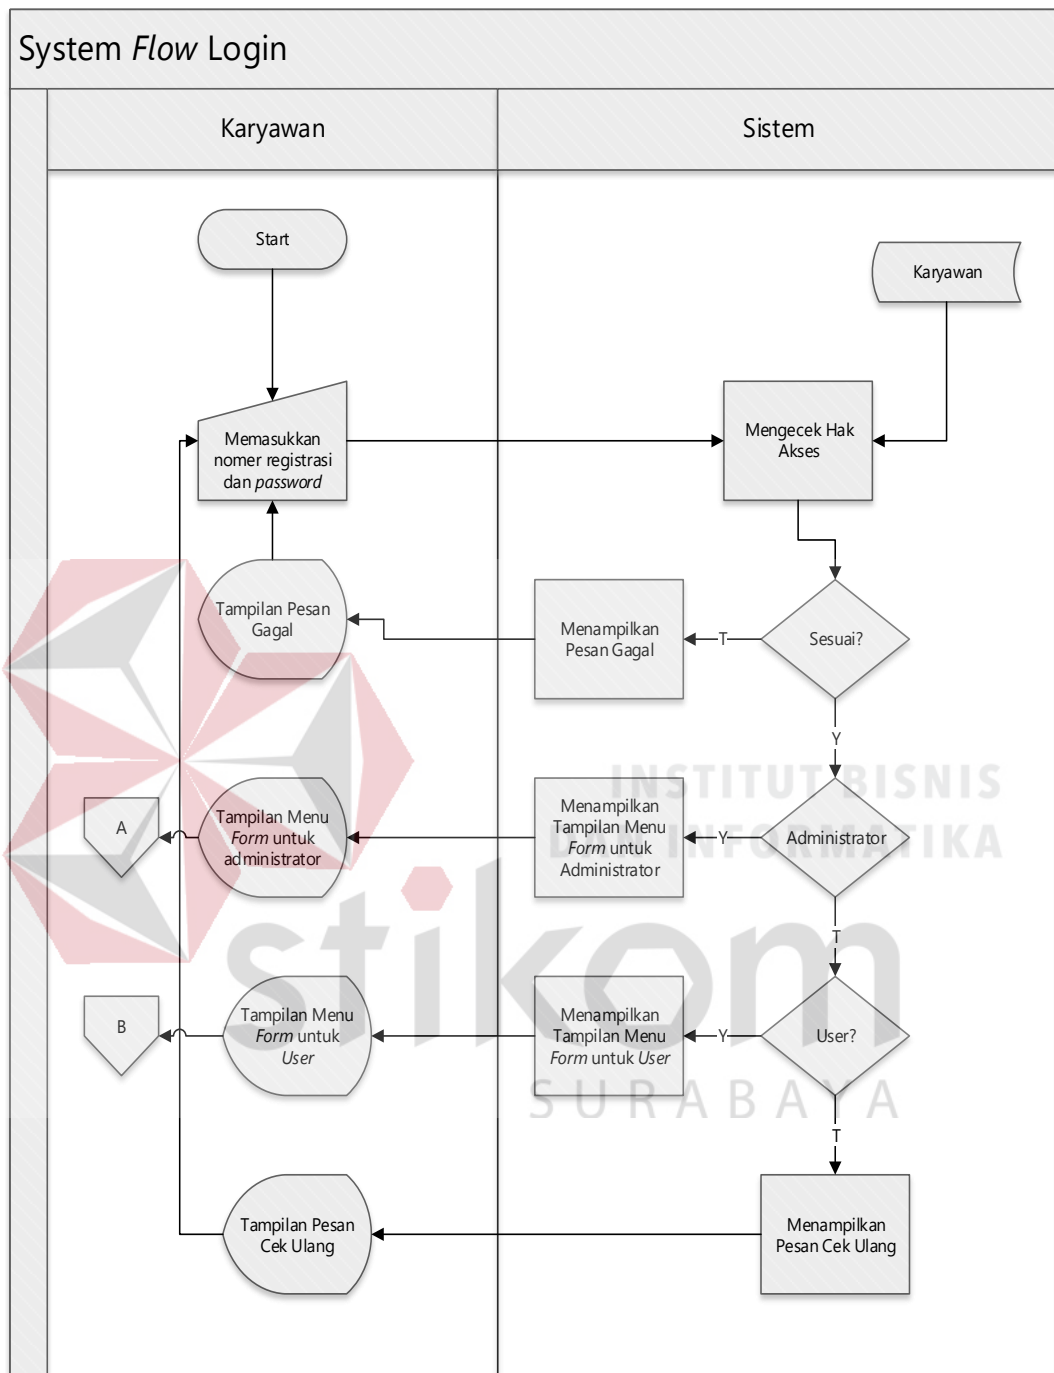 System Flow Login
Karyawan
Sistem
Start
Karyawan
Memasukkan
nomer registrasi
dan password
Mengecek Hak
Akses
Tampilan Pesan
Gagal
Menampilkan
Pesan Gagal
T
Sesuai?
Y
A
Tampilan Menu
Form untuk
administrator
Menampilkan
Tampilan Menu
Form untuk
Administrator
Y
Administrator
T
B
Tampilan Menu
Form untuk
User
Menampilkan
Tampilan Menu
Form untuk User
Y
User?
T
Tampilan Pesan
Cek Ulang
Menampilkan
Pesan Cek Ulang
INSTITUT BISNIS
DAN INFORMATIKA
stikom
SURABAYA